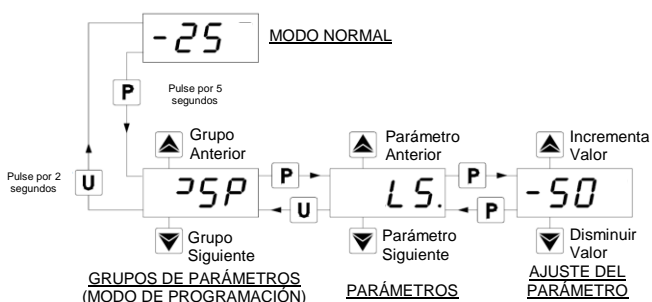 -25
MODO NORMAL
P
Pulse por 5
segundos
Grupo
Anterior
Parámetro
Anterior
Incrementa
Valor
Pulse por 2
segundos
U
SP
P
U
LS.
P
P
-50
Grupo
Siguiente
Parámetro
Siguiente
Disminuir
Valor
GRUPOS DE PARÁMETROS
(MODO DE PROGRAMACIÓN)
PARÁMETROS
AJUSTE DEL
PARÁMETRO